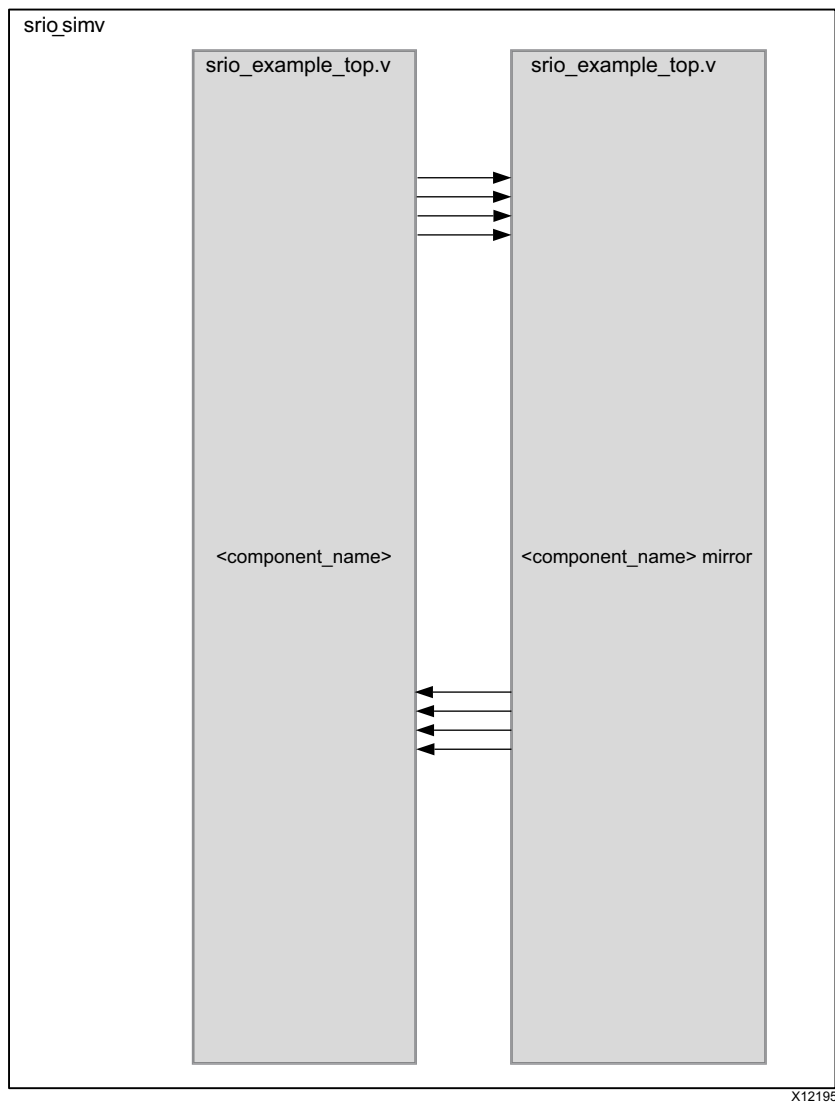 srio_simv
srio_example_top.v
srio_example_top.v
<component_name>
<component_name> mirror
X12195